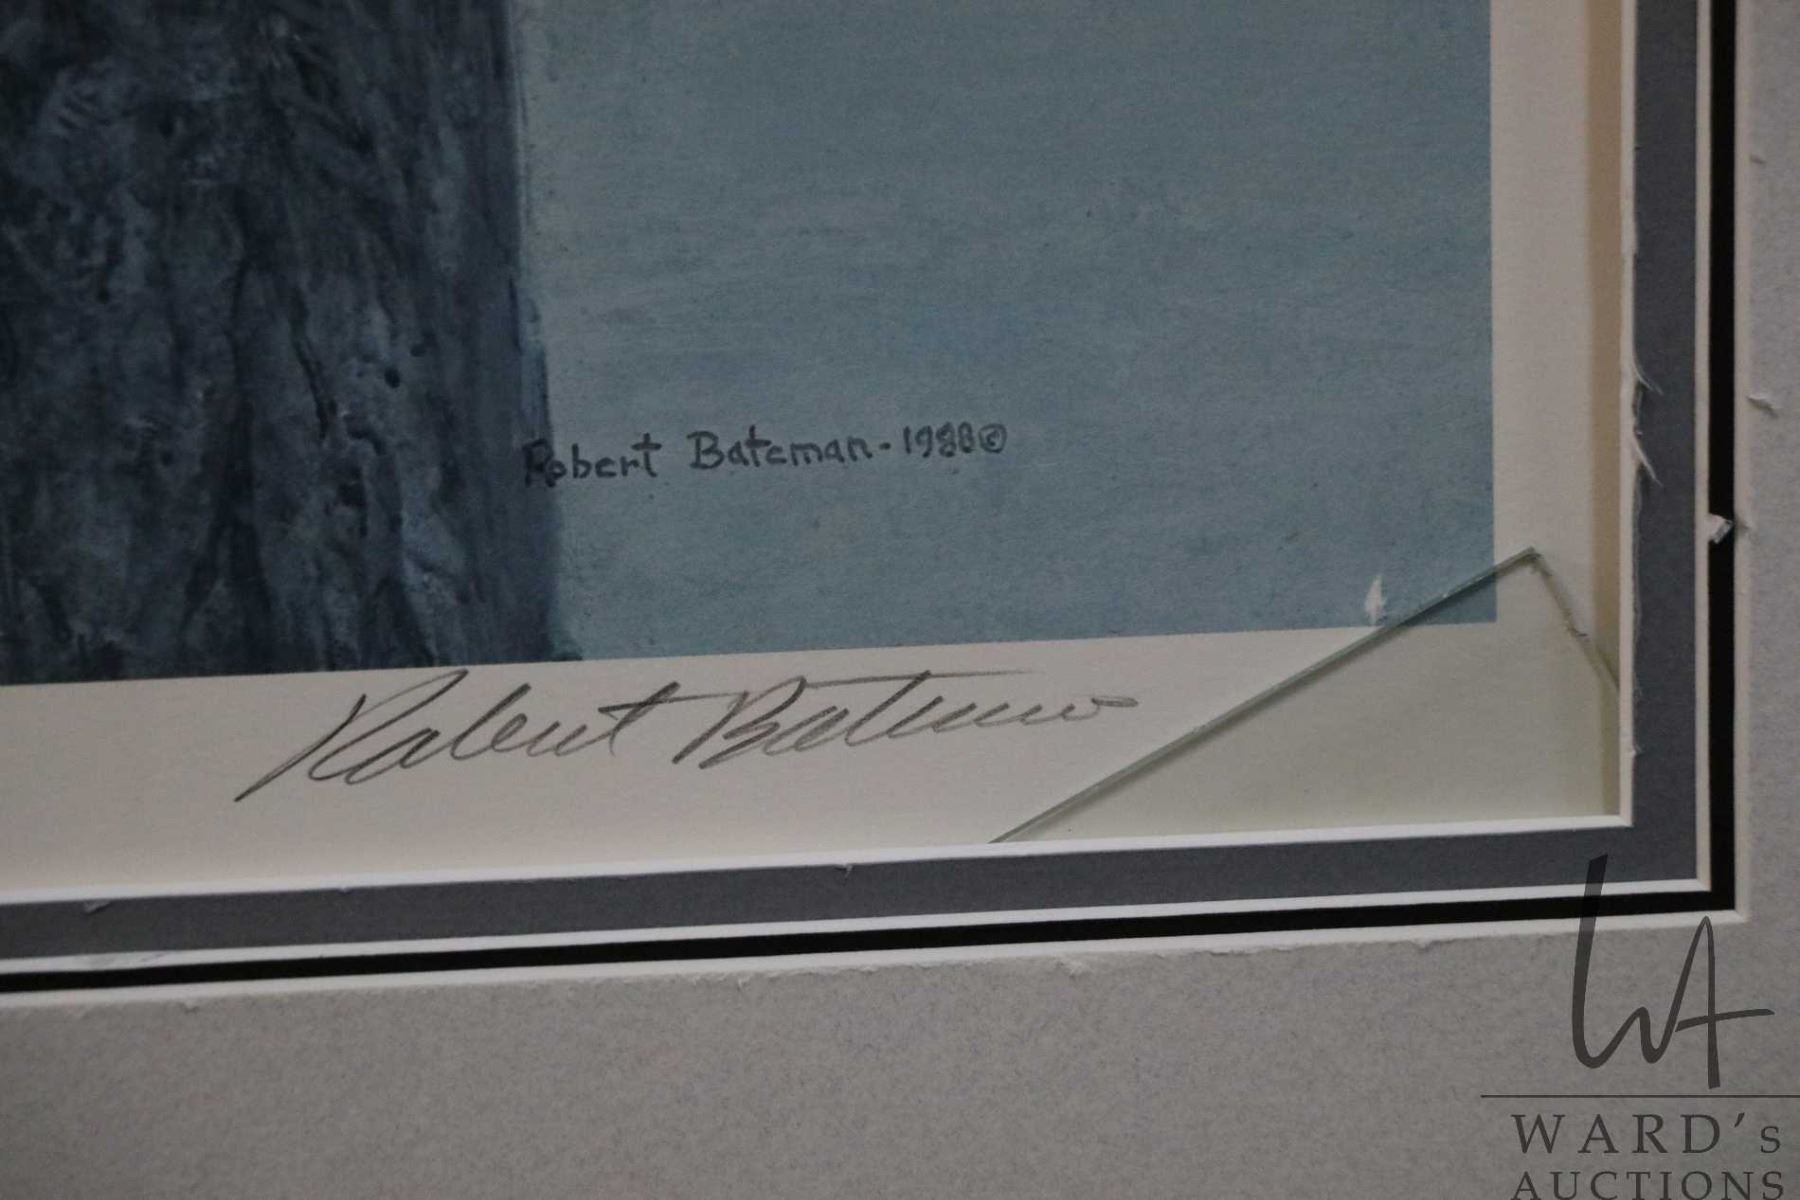 Robert Bateman - 1988©
Robert Bateman
WARD's
AUCTIONS